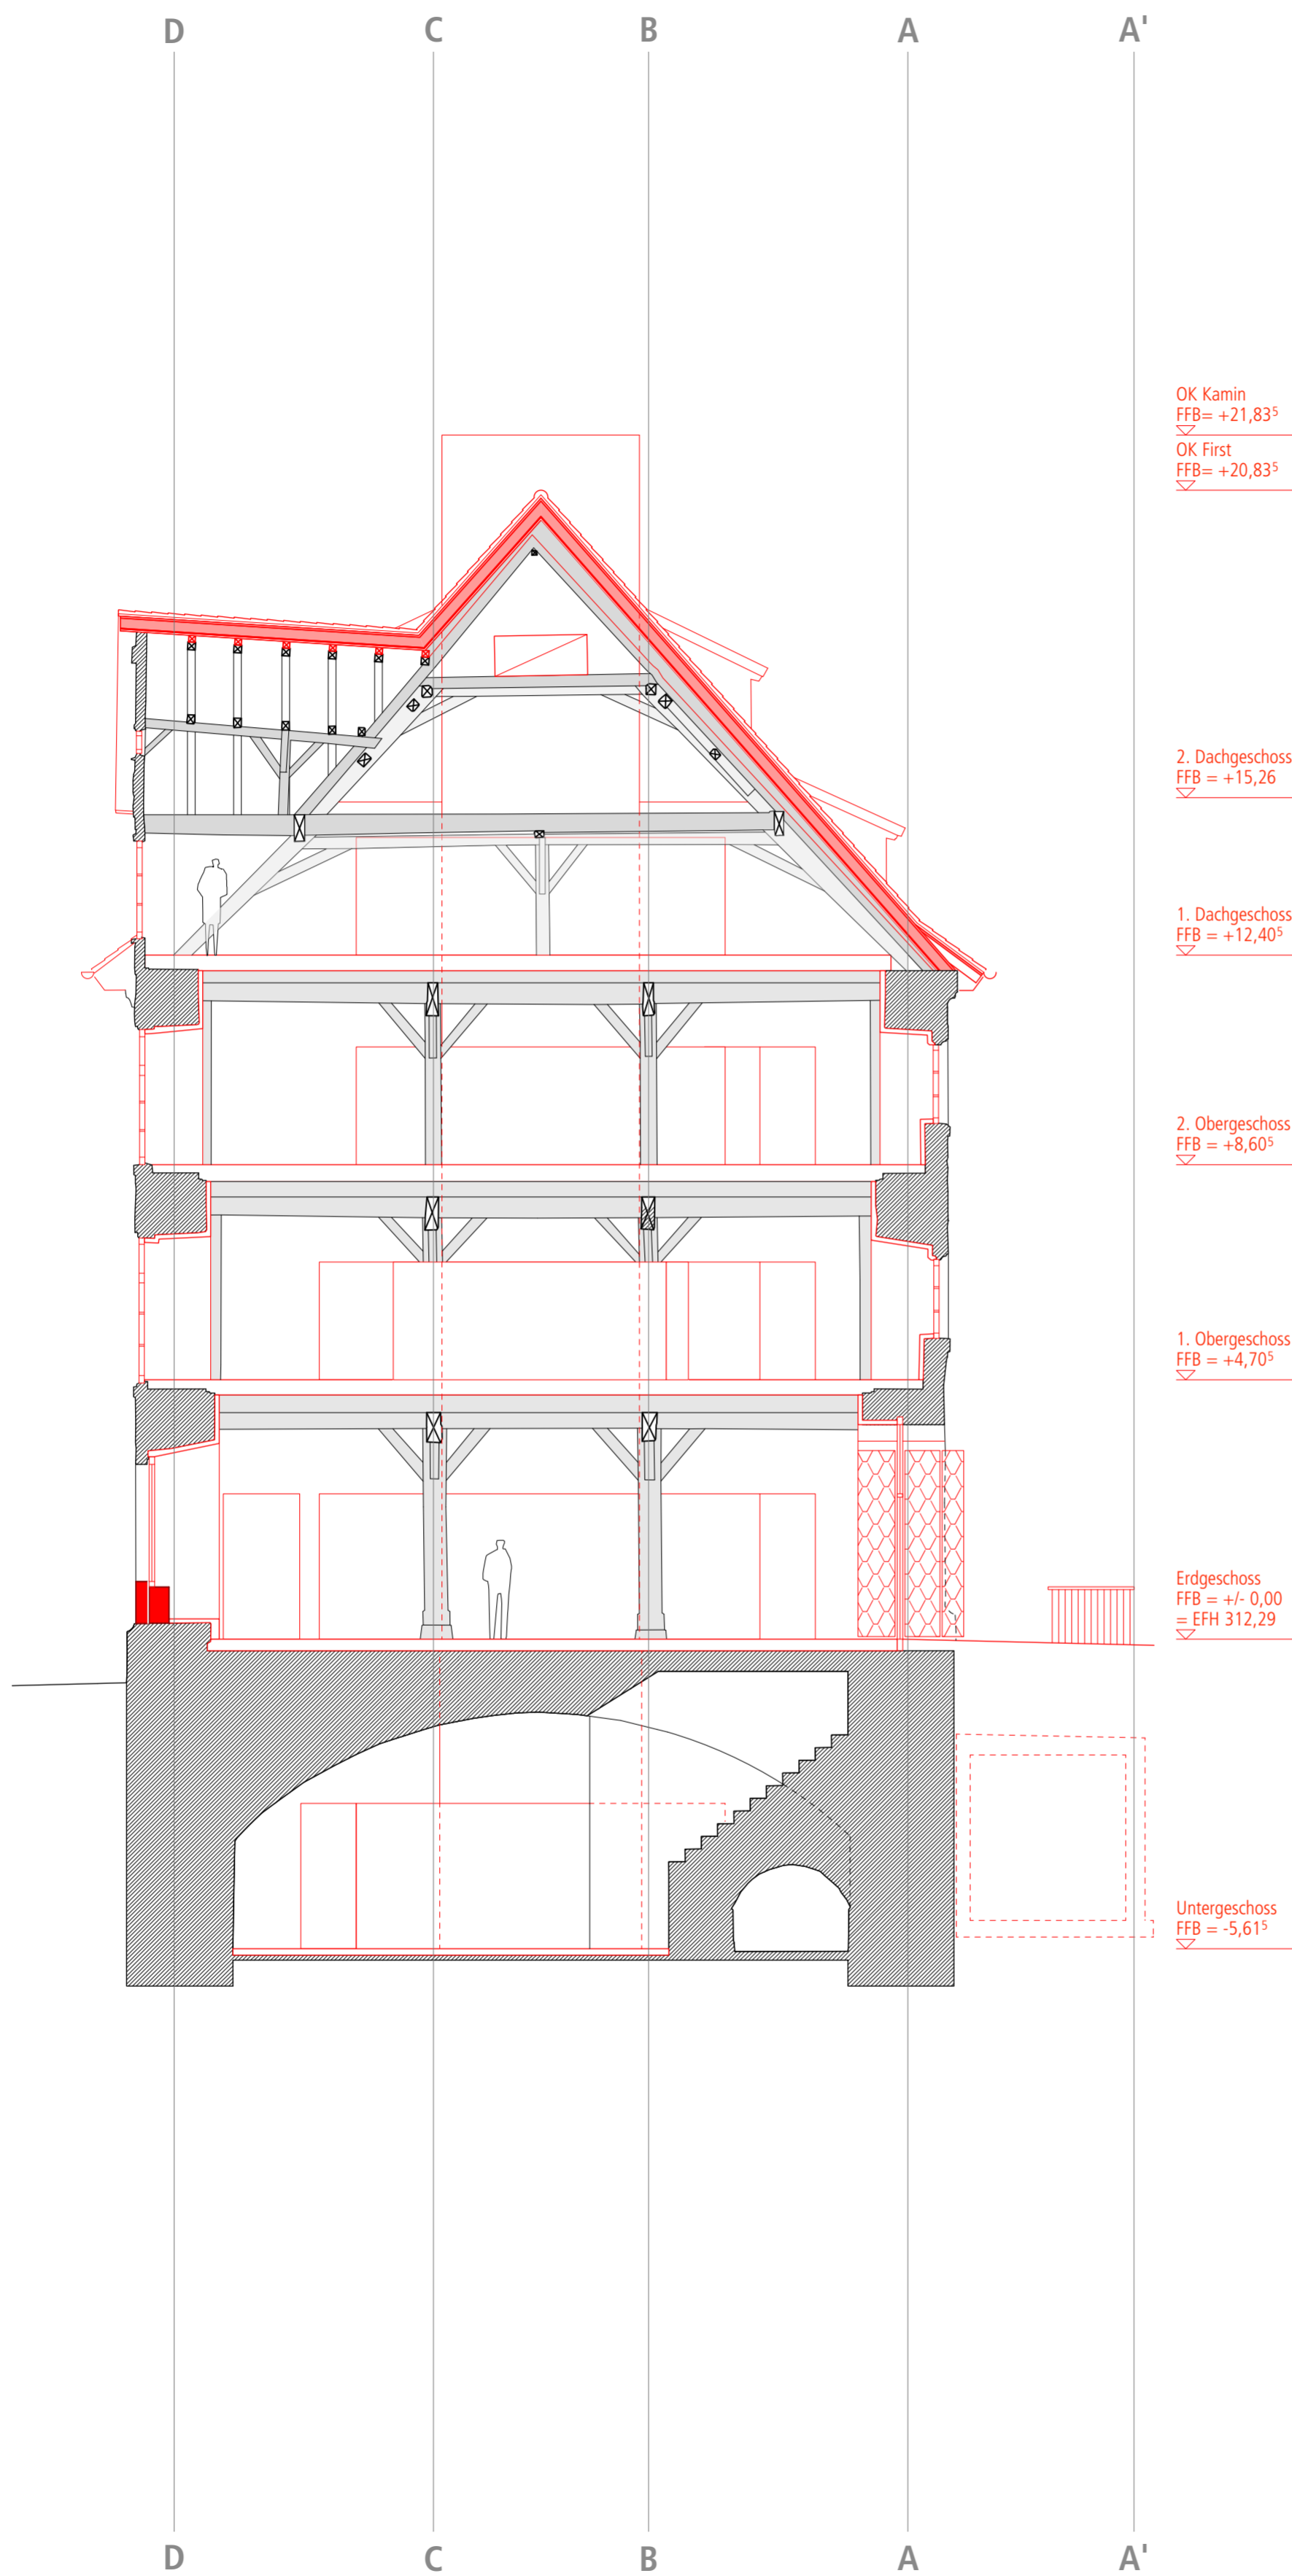 D C B A A'
OK Kamin
FFB= +21,83⁵
OK First
FFB= +20,83⁵
2. Dachgeschoss
FFB = +15,26
1. Dachgeschoss
FFB = +12,40⁵
2. Obergeschoss
FFB = +8,60⁵
1. Obergeschoss
FFB = +4,70⁵
Erdgeschoss
FFB = +/- 0,00
= EFH 312,29
Untergeschoss
FFB = -5,61⁵
D C B A A'